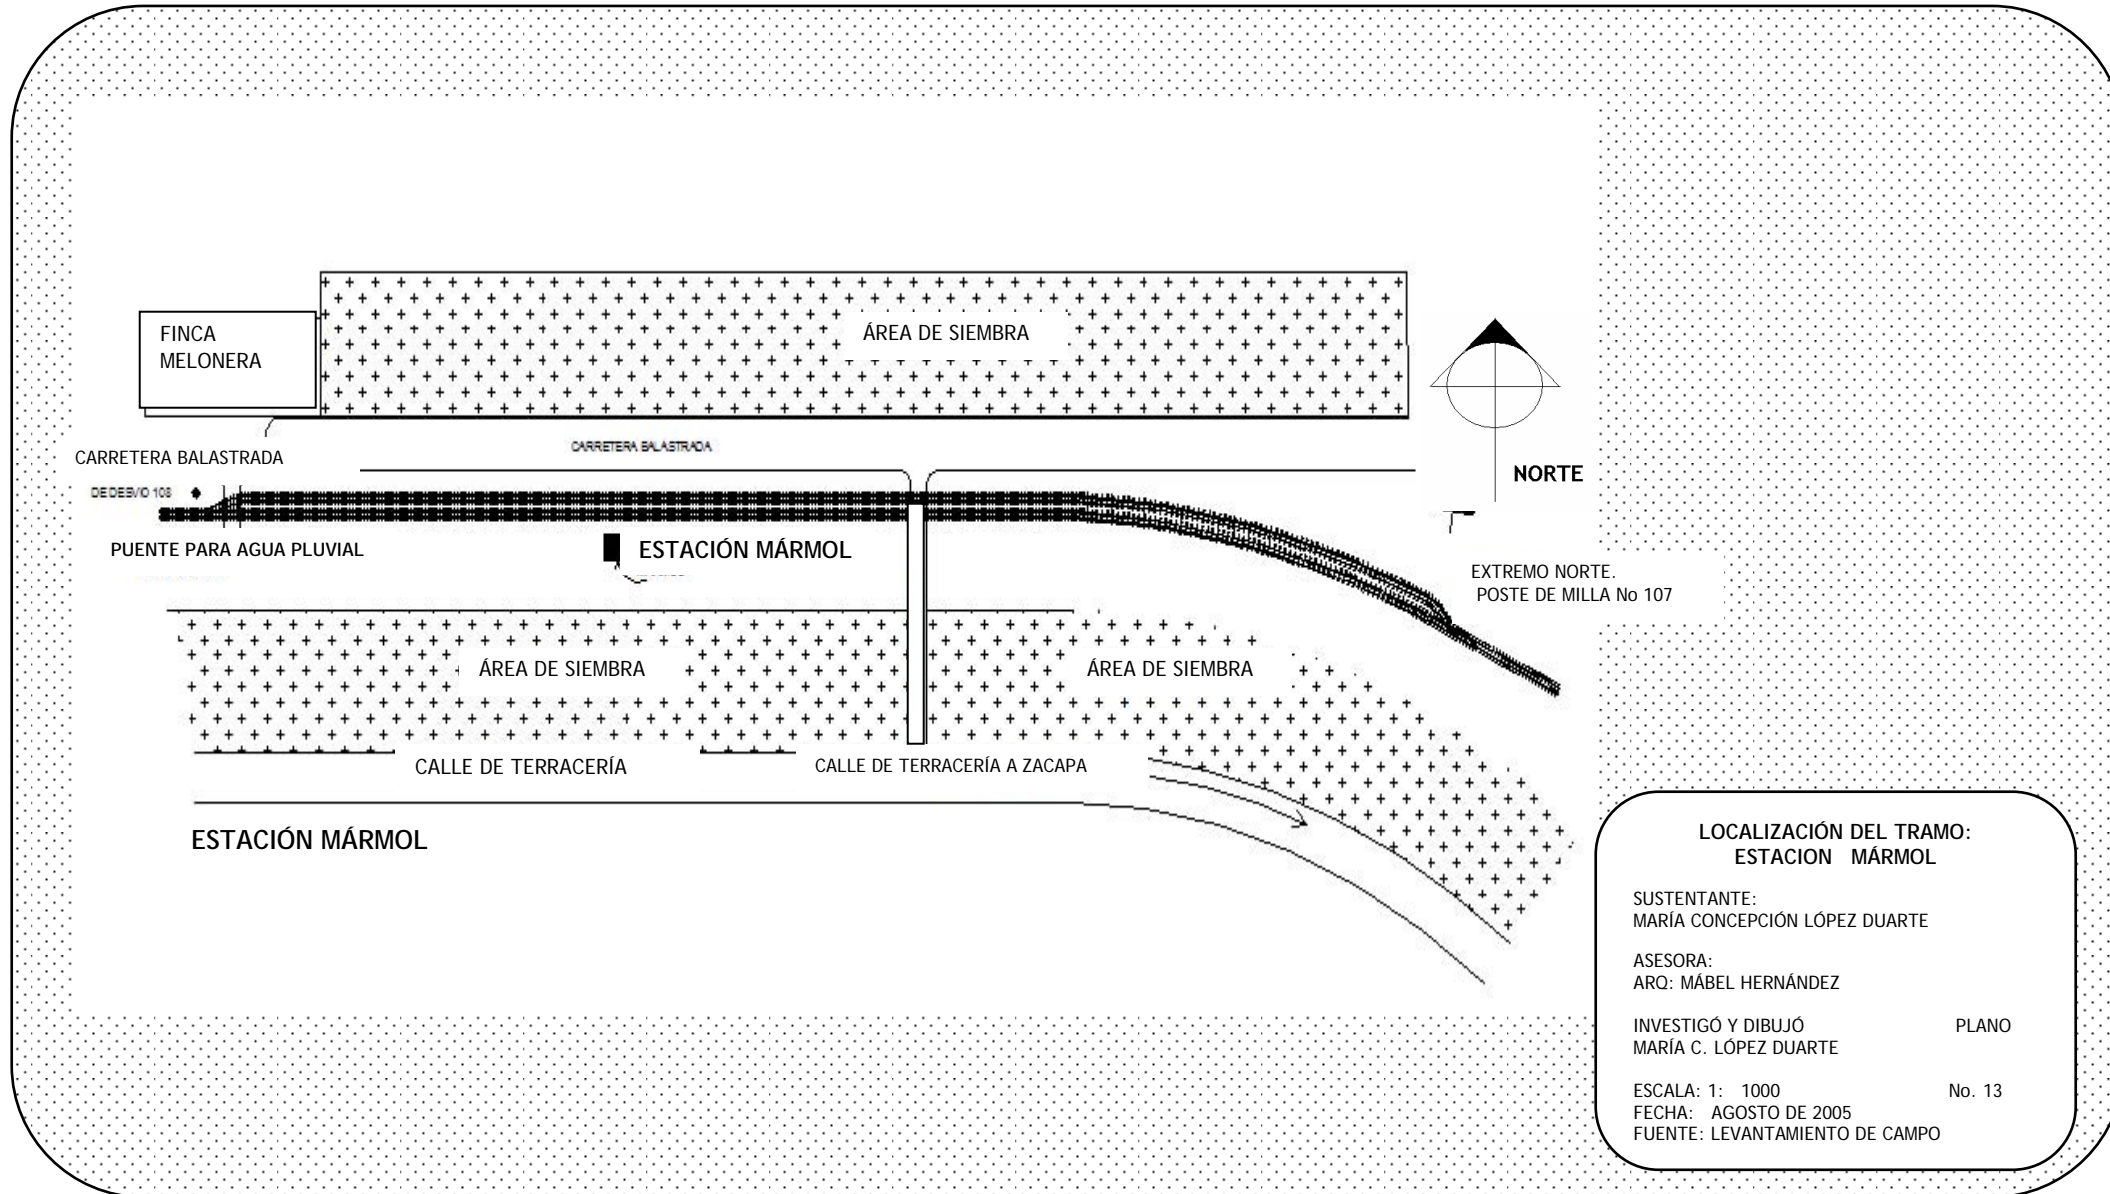 FINCA
MELONERA
ÁREA DE SIEMBRA
CARRETERA BALASTRADA
CARRETERA BALASTRADA
NORTE
DE DESVIO 108
PUENTE PARA AGUA PLUVIAL
ESTACIÓN MÁRMOL
EXTREMO NORTE.
POSTE DE MILLA No 107
ÁREA DE SIEMBRA
ÁREA DE SIEMBRA
CALLE DE TERRACERÍA
CALLE DE TERRACERÍA A ZACAPA
ESTACIÓN MÁRMOL
LOCALIZACIÓN DEL TRAMO:
ESTACION MÁRMOL
SUSTENTANTE:
MARÍA CONCEPCIÓN LÓPEZ DUARTE
ASESORA:
ARQ: MÁBEL HERNÁNDEZ
INVESTIGÓ Y DIBUJÓ PLANO
MARÍA C. LÓPEZ DUARTE
ESCALA: 1: 1000 No. 13
FECHA: AGOSTO DE 2005
FUENTE: LEVANTAMIENTO DE CAMPO